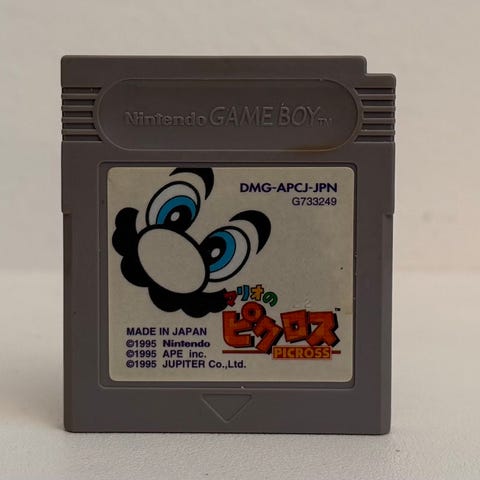 Nintendo GAME BOY TM
DMG-APCJ-JPN
G733249
マリオの
ピクロス TM
PICROSS
MADE IN JAPAN
©1995 Nintendo
©1995 APE inc.
©1995 JUPITER Co.,Ltd.